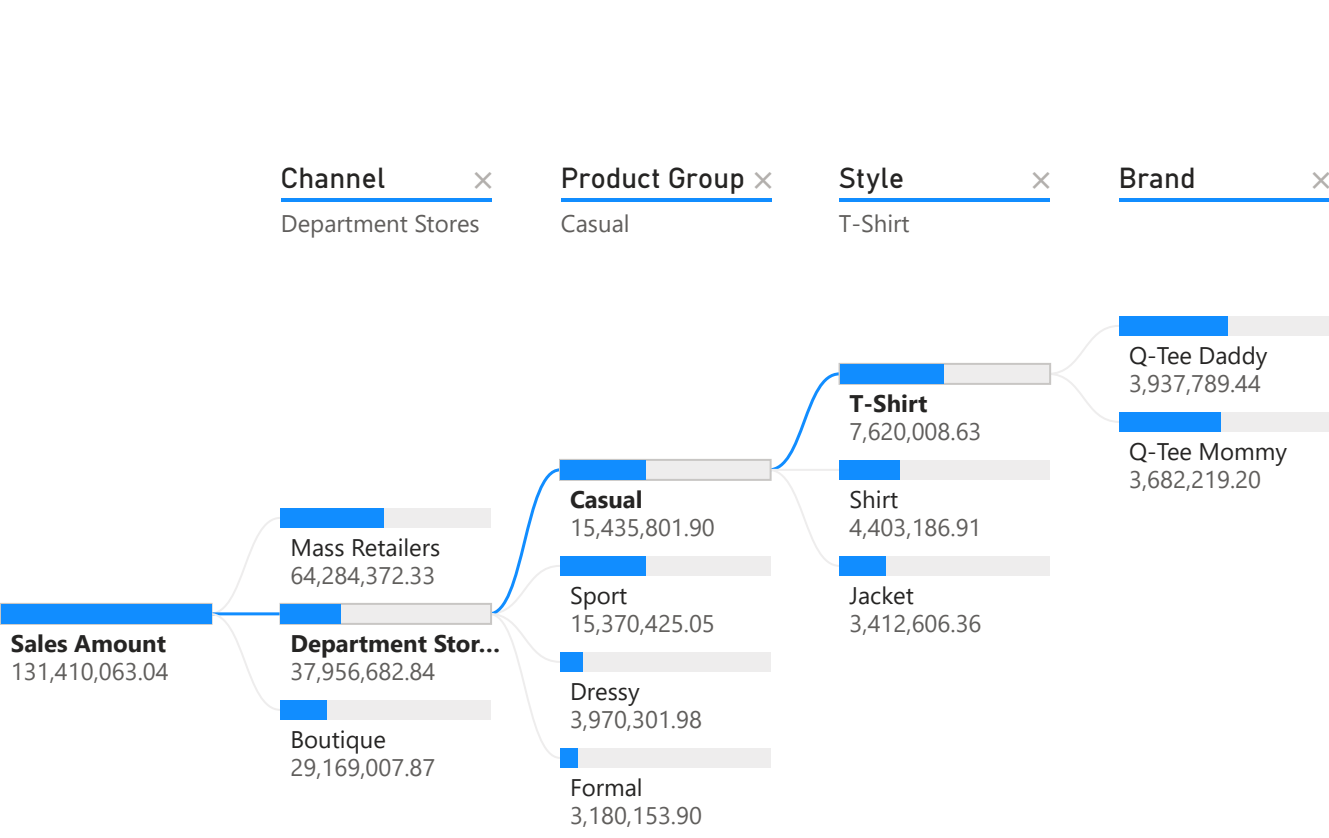 Channel
Department Stores
Product Group
Casual
Style
T-Shirt
Brand
Sales Amount
131,410,063.04
Mass Retailers
64,284,372.33
Department Stor...
37,956,682.84
Boutique
29,169,007.87
Casual
15,435,801.90
Sport
15,370,425.05
Dressy
3,970,301.98
Formal
3,180,153.90
T-Shirt
7,620,008.63
Shirt
4,403,186.91
Jacket
3,412,606.36
Q-Tee Daddy
3,937,789.44
Q-Tee Mommy
3,682,219.20